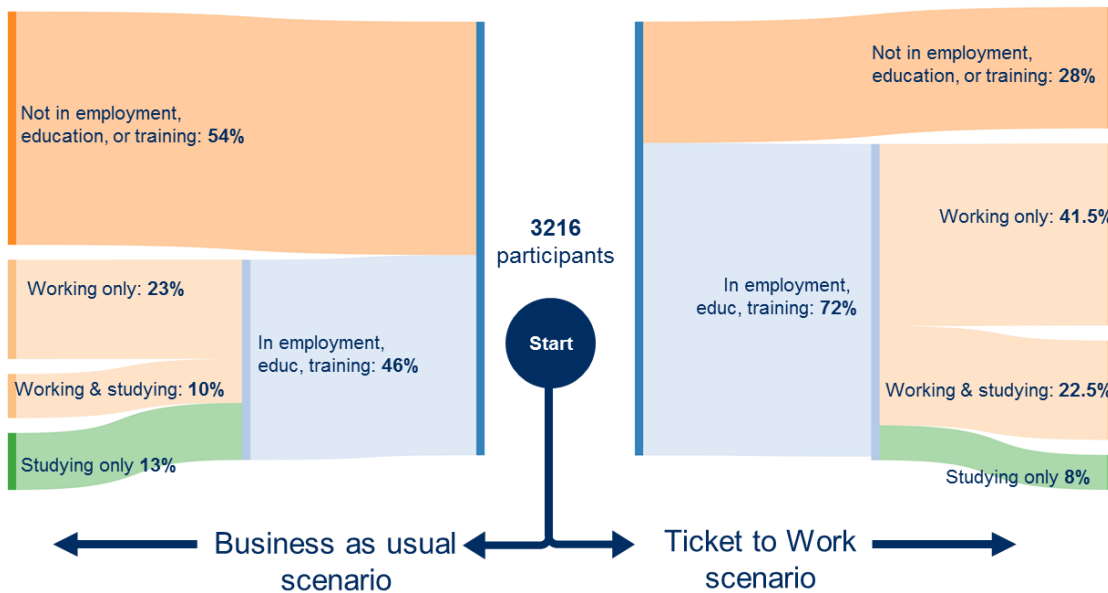 Not in employment,
education, or training: 54%
Working only: 23%
Working & studying: 10%
Studying only 13%
In employment,
educ, training: 46%
3216
participants
Start
Not in employment,
education, or training: 28%
In employment,
educ, training: 72%
Working only: 41.5%
Working & studying: 22.5%
Studying only 8%
Business as usual
scenario
Ticket to Work
scenario